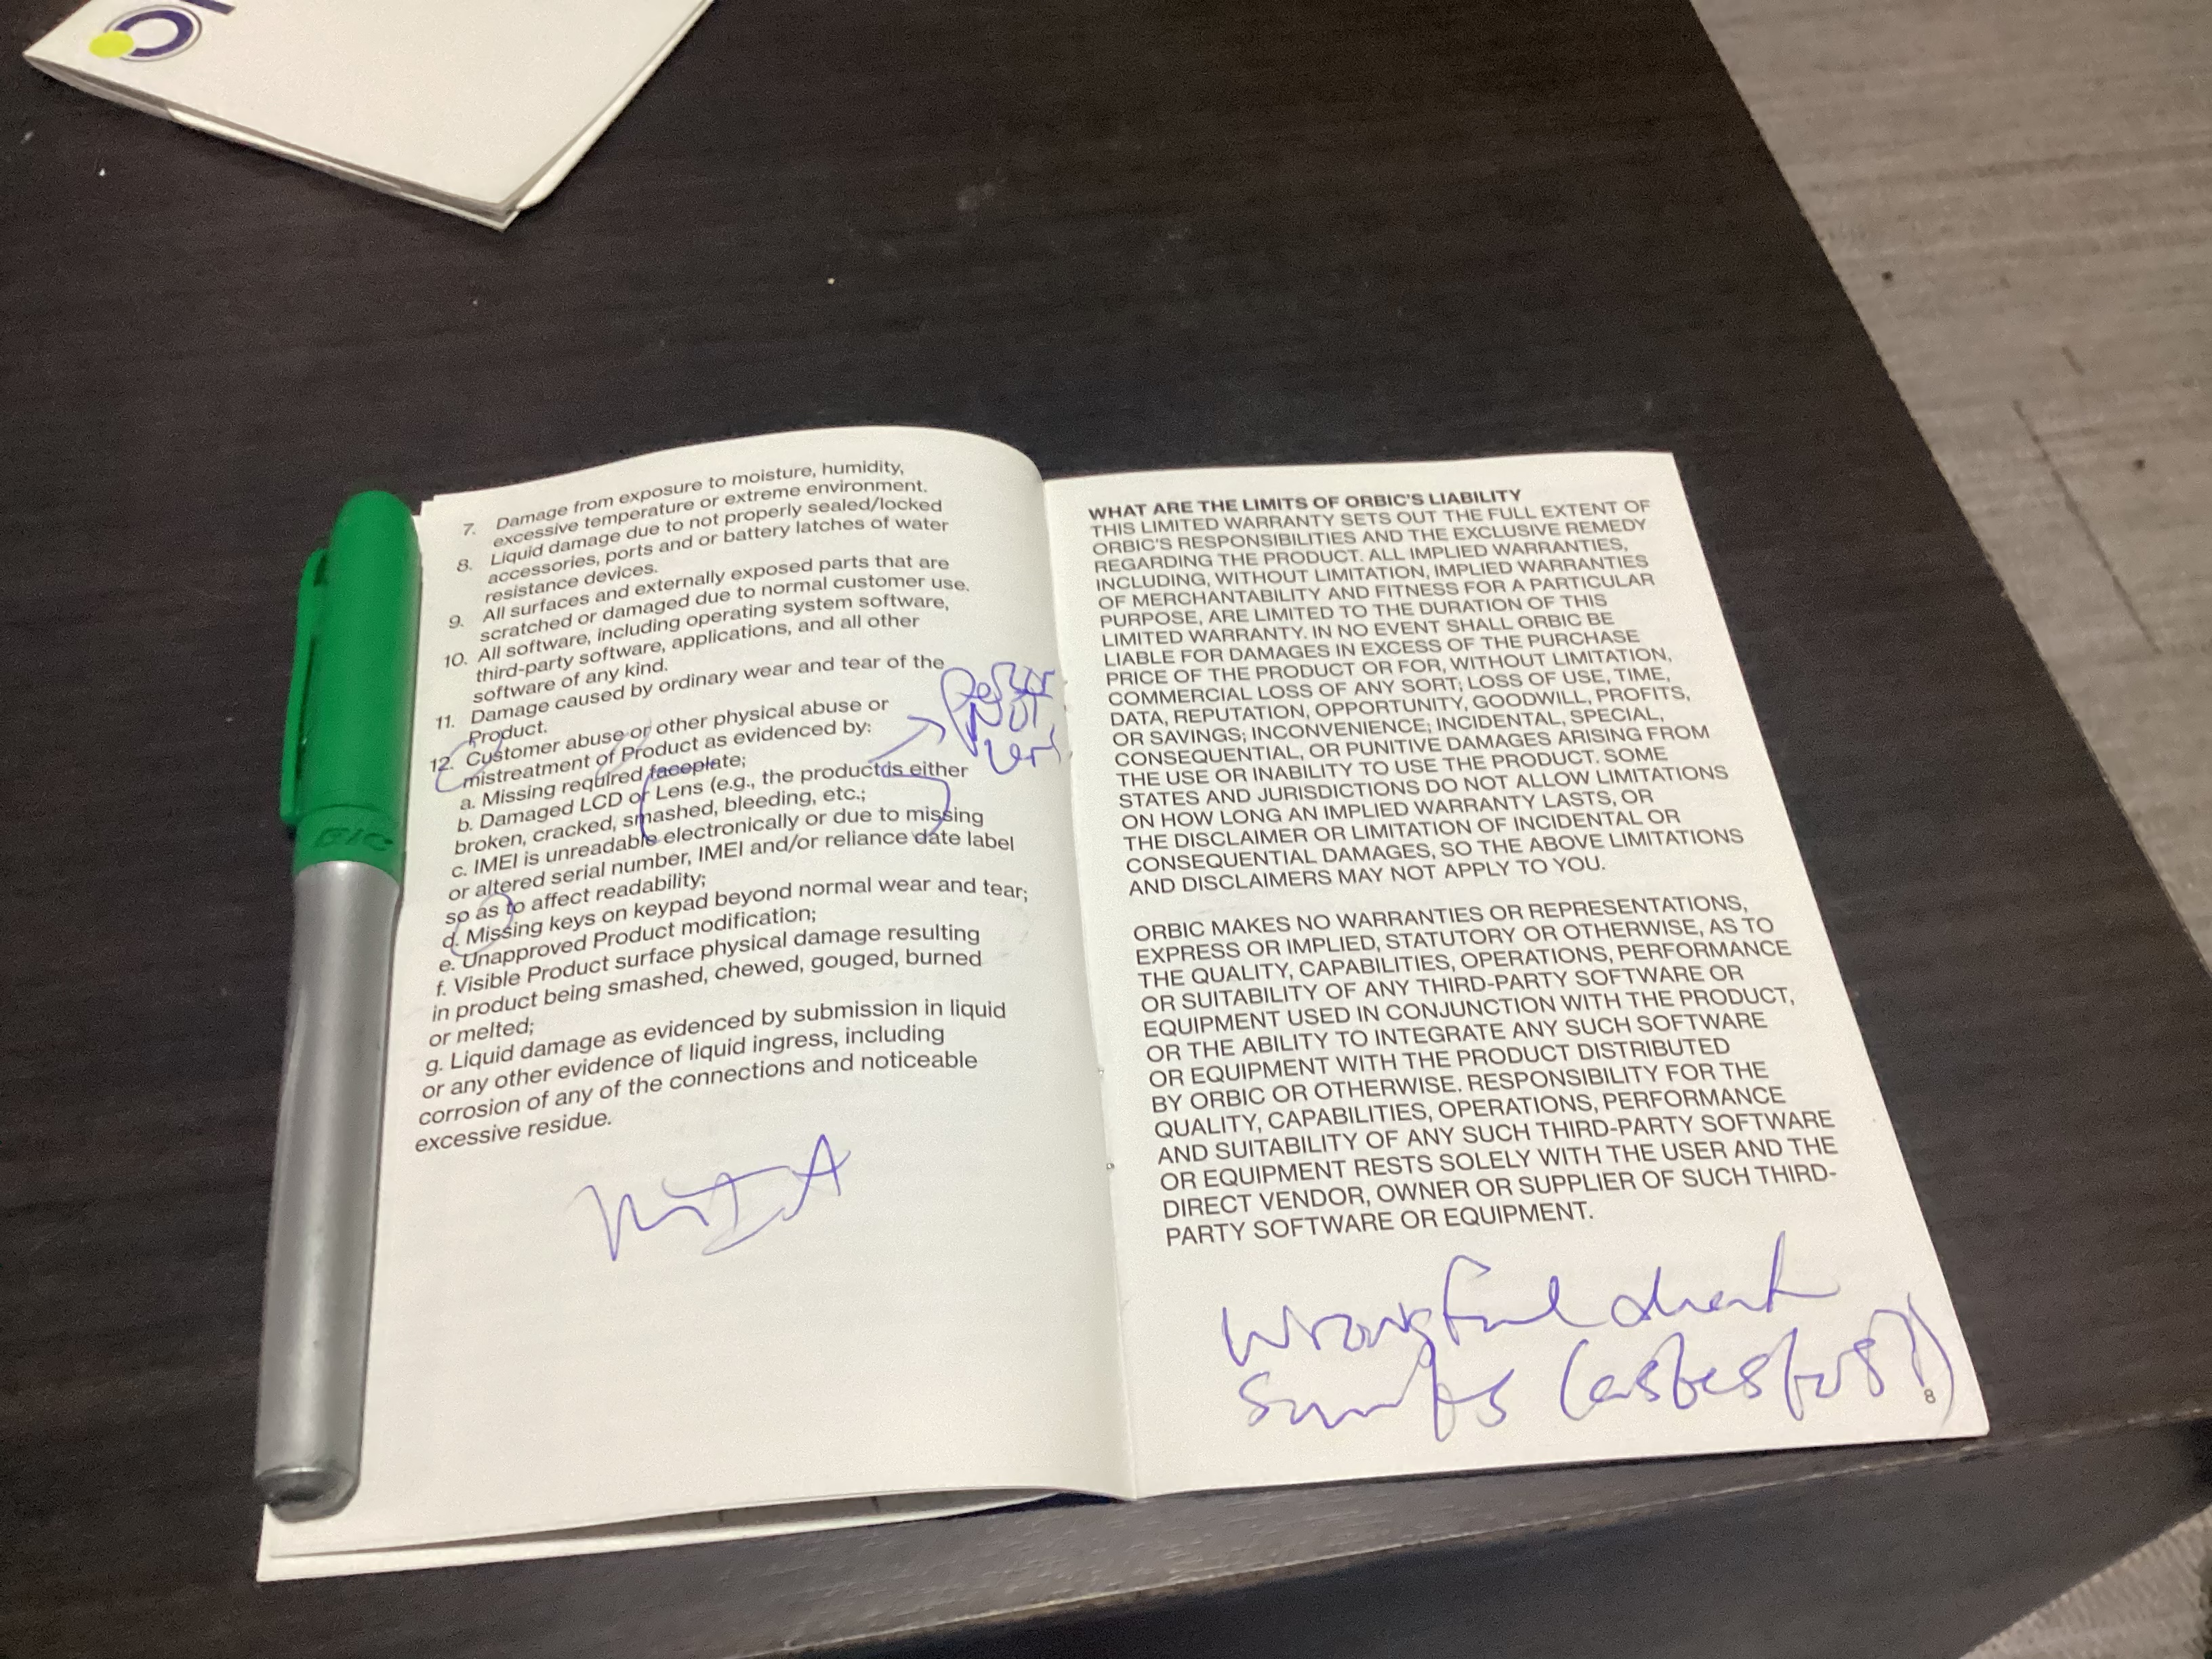 7. Damage from exposure to moisture, humidity,
excessive temperature or extreme environment.
8. Liquid damage due to not properly sealed/locked
accessories, ports and or battery latches of water
resistance devices.
9. All surfaces and externally exposed parts that are
scratched or damaged due to normal customer use.
10. All software, including operating system software,
third-party software, applications, and all other
software of any kind.
11. Damage caused by ordinary wear and tear of the
Product.
12. Customer abuse or other physical abuse or
mistreatment of Product as evidenced by:
a. Missing required faceplate;
b. Damaged LCD or Lens (e.g., the product is either
broken, cracked, smashed, bleeding, etc.;
c. IMEI is unreadable electronically or due to missing
or altered serial number, IMEI and/or reliance date label
so as to affect readability;
d. Missing keys on keypad beyond normal wear and tear;
e. Unapproved Product modification;
f. Visible Product surface physical damage resulting
in product being smashed, chewed, gouged, burned
or melted;
g. Liquid damage as evidenced by submission in liquid
or any other evidence of liquid ingress, including
corrosion of any of the connections and noticeable
excessive residue.
Not
BIC
WHAT ARE THE LIMITS OF ORBIC'S LIABILITY
THIS LIMITED WARRANTY SETS OUT THE FULL EXTENT OF
ORBIC'S RESPONSIBILITIES AND THE EXCLUSIVE REMEDY
REGARDING THE PRODUCT. ALL IMPLIED WARRANTIES,
INCLUDING, WITHOUT LIMITATION, IMPLIED WARRANTIES
OF MERCHANTABILITY AND FITNESS FOR A PARTICULAR
PURPOSE, ARE LIMITED TO THE DURATION OF THIS
LIMITED WARRANTY. IN NO EVENT SHALL ORBIC BE
LIABLE FOR DAMAGES IN EXCESS OF THE PURCHASE
PRICE OF THE PRODUCT OR FOR, WITHOUT LIMITATION,
COMMERCIAL LOSS OF ANY SORT; LOSS OF USE, TIME,
DATA, REPUTATION, OPPORTUNITY, GOODWILL, PROFITS,
OR SAVINGS; INCONVENIENCE; INCIDENTAL, SPECIAL,
CONSEQUENTIAL, OR PUNITIVE DAMAGES ARISING FROM
THE USE OR INABILITY TO USE THE PRODUCT. SOME
STATES AND JURISDICTIONS DO NOT ALLOW LIMITATIONS
ON HOW LONG AN IMPLIED WARRANTY LASTS, OR
THE DISCLAIMER OR LIMITATION OF INCIDENTAL OR
CONSEQUENTIAL DAMAGES, SO THE ABOVE LIMITATIONS
AND DISCLAIMERS MAY NOT APPLY TO YOU.
ORBIC MAKES NO WARRANTIES OR REPRESENTATIONS,
EXPRESS OR IMPLIED, STATUTORY OR OTHERWISE, AS TO
THE QUALITY, CAPABILITIES, OPERATIONS, PERFORMANCE
OR SUITABILITY OF ANY THIRD-PARTY SOFTWARE OR
EQUIPMENT USED IN CONJUNCTION WITH THE PRODUCT,
OR THE ABILITY TO INTEGRATE ANY SUCH SOFTWARE
OR EQUIPMENT WITH THE PRODUCT DISTRIBUTED
BY ORBIC OR OTHERWISE. RESPONSIBILITY FOR THE
QUALITY, CAPABILITIES, OPERATIONS, PERFORMANCE
AND SUITABILITY OF ANY SUCH THIRD-PARTY SOFTWARE
OR EQUIPMENT RESTS SOLELY WITH THE USER AND THE
DIRECT VENDOR, OWNER OR SUPPLIER OF SUCH THIRD-
PARTY SOFTWARE OR EQUIPMENT.
Wrongful death
(asbestos!)
8